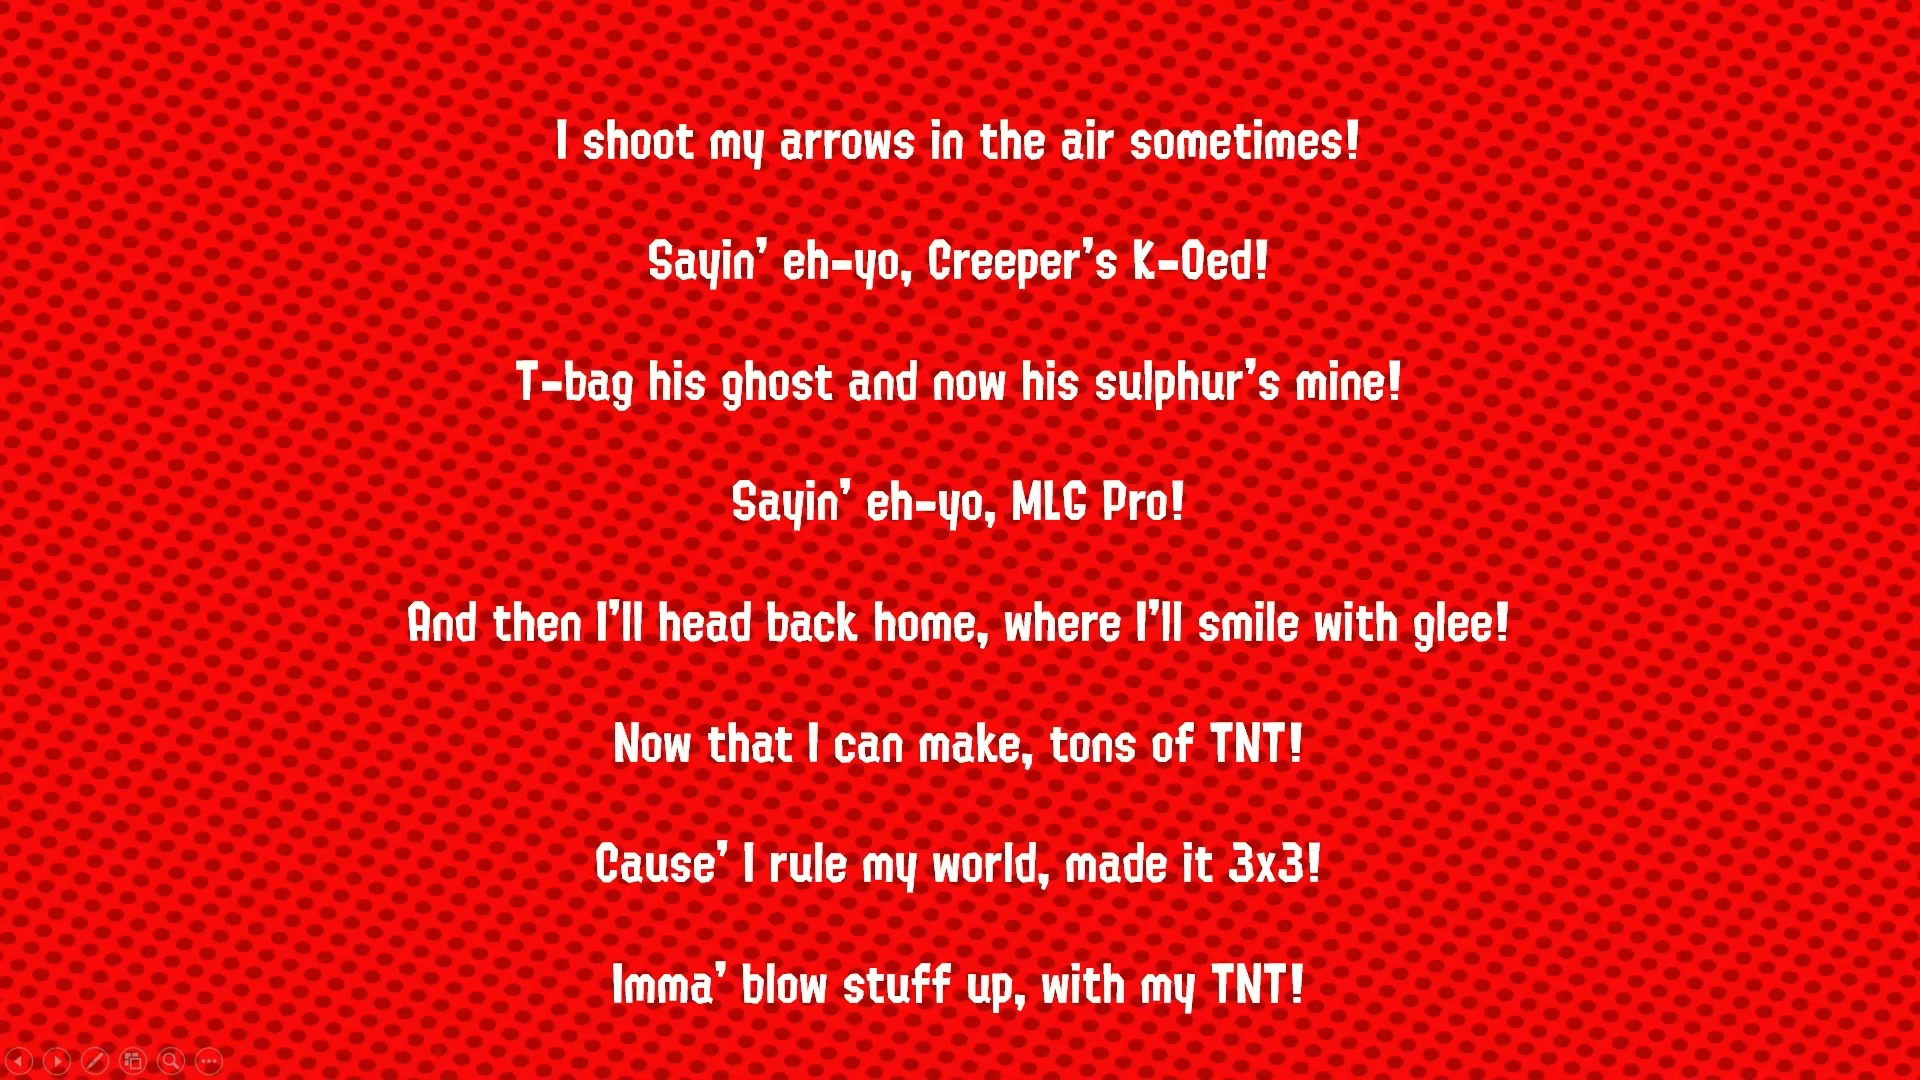 I shoot my arrows in the air sometimes!
Sayin’ eh-yo, Creeper’s K-Oed!
T-bag his ghost and now his sulphur’s mine!
Sayin’ eh-yo, MLG Pro!
And then I’ll head back home, where I’ll smile with glee!
Now that I can make, tons of TNT!
Cause’ I rule my world, made it 3x3!
Imma’ blow stuff up, with my TNT!